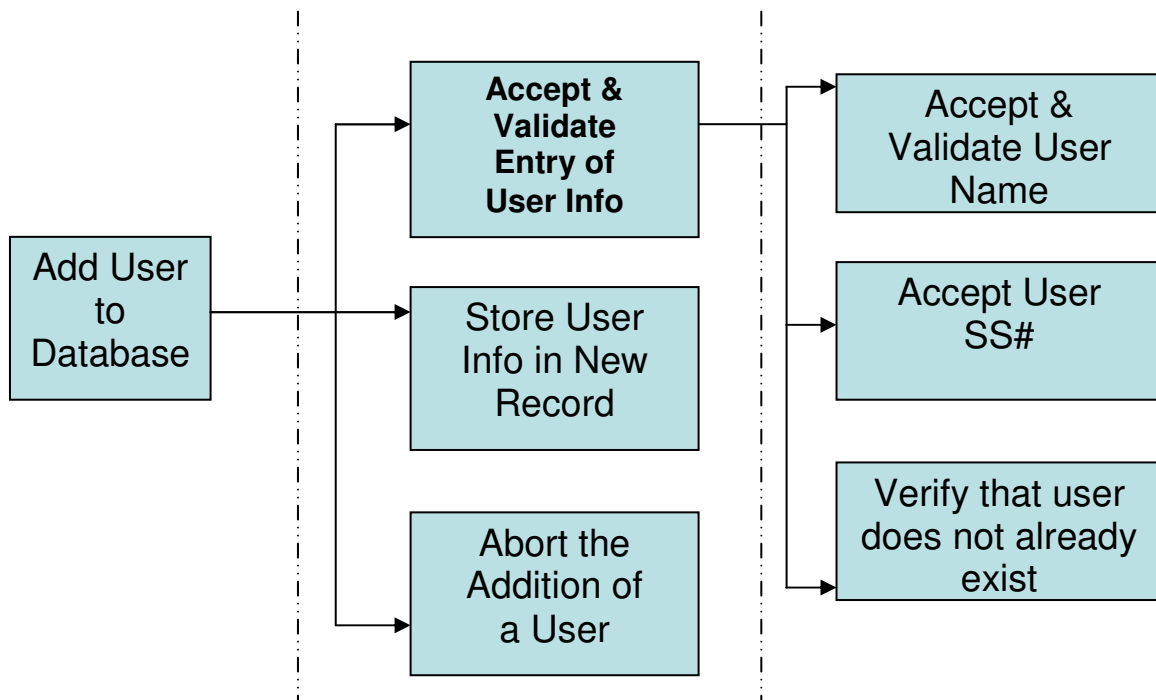 Add User
to
Database
Accept &
Validate
Entry of
User Info
Store User
Info in New
Record
Abort the
Addition of
a User
Accept &
Validate User
Name
Accept User
SS#
Verify that user
does not already
exist